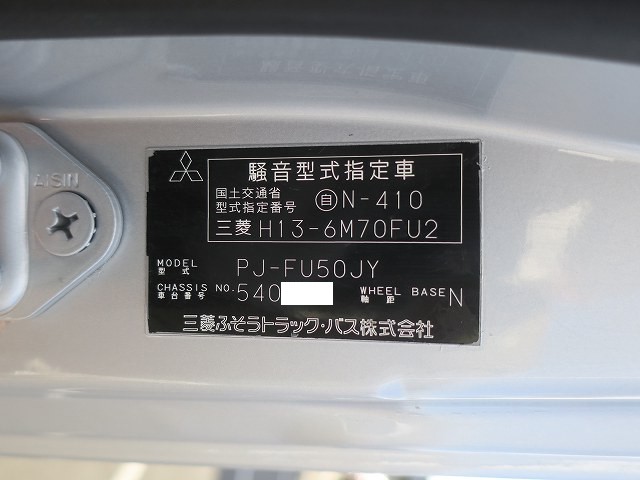 AISIN
騒音型式指定車
国土交通省
型式指定番号 自N-410
三菱 H13-6M70FU2
MODEL
型式 PJ-FU50JY
CHASSIS NO.
車台番号 540
WHEEL BASE
軸距 N
三菱ふそうトラック・バス株式会社